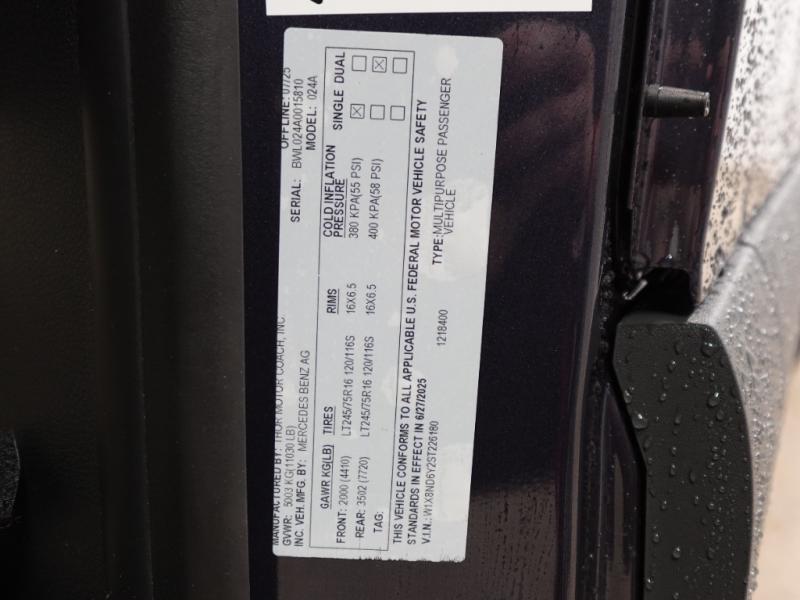 MANUFACTURED BY: THOR MOTOR COACH, INC. OFFLINE: 07/25
GVWR: 5003 KG(11030 LB) SERIAL: BWL024A0015810
INC. VEH. MFG. BY: MERCEDES BENZ AG MODEL: 024A
GAWR KG(LB) TIRES RIMS COLD INFLATION PRESSURE SINGLE DUAL
FRONT: 2000 (4410) LT245/75R16 120/116S 16X6.5 380 KPA(55 PSI)
REAR: 3502 (7720) LT245/75R16 120/116S 16X6.5 400 KPA(58 PSI)
TAG:
THIS VEHICLE CONFORMS TO ALL APPLICABLE U.S. FEDERAL MOTOR VEHICLE SAFETY
STANDARDS IN EFFECT IN 6/27/2025
V.I.N.: W1X8ND6Y2ST226180 1218400 TYPE:MULTIPURPOSE PASSENGER
VEHICLE